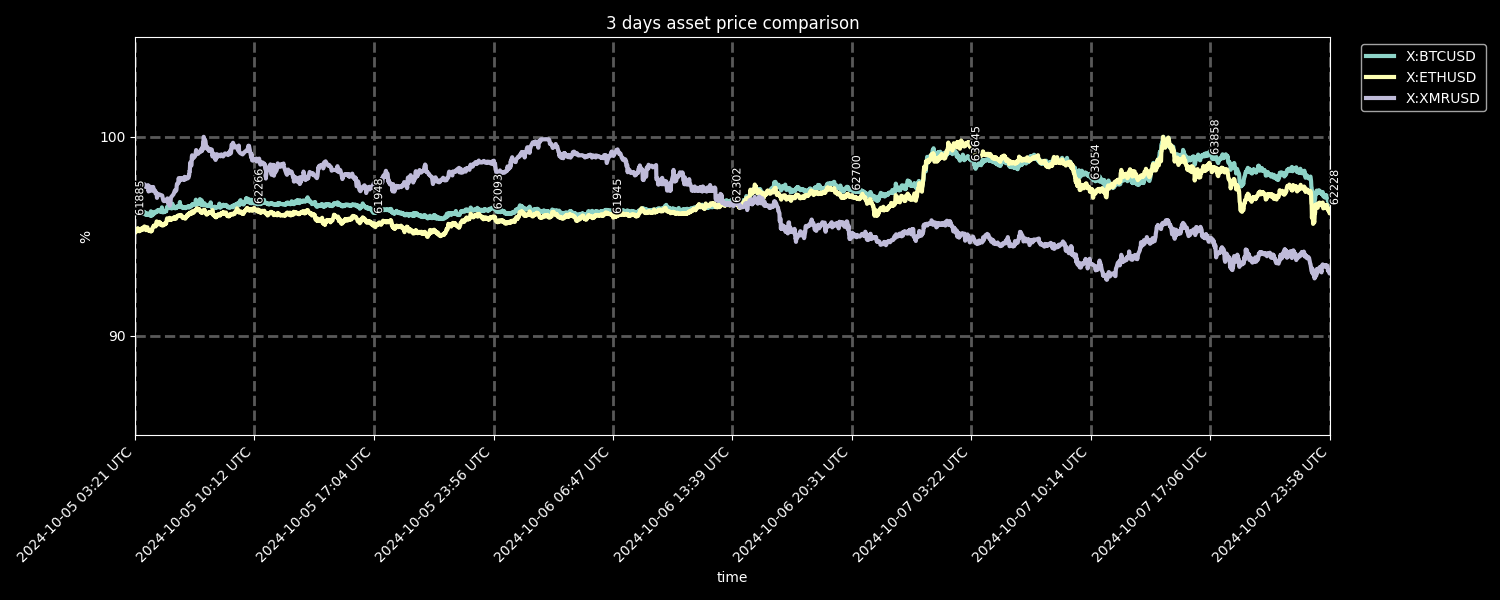 3 days asset price comparison
X:BTCUSD
X:ETHUSD
X:XMRUSD
100
90
%
61885
62266
61948
62093
61945
62302
62700
63645
63054
63858
62228
2024-10-05 03:21 UTC
2024-10-05 10:12 UTC
2024-10-05 17:04 UTC
2024-10-05 23:56 UTC
2024-10-06 06:47 UTC
2024-10-06 13:39 UTC
2024-10-06 20:31 UTC
2024-10-07 03:22 UTC
2024-10-07 10:14 UTC
2024-10-07 17:06 UTC
2024-10-07 23:58 UTC
time